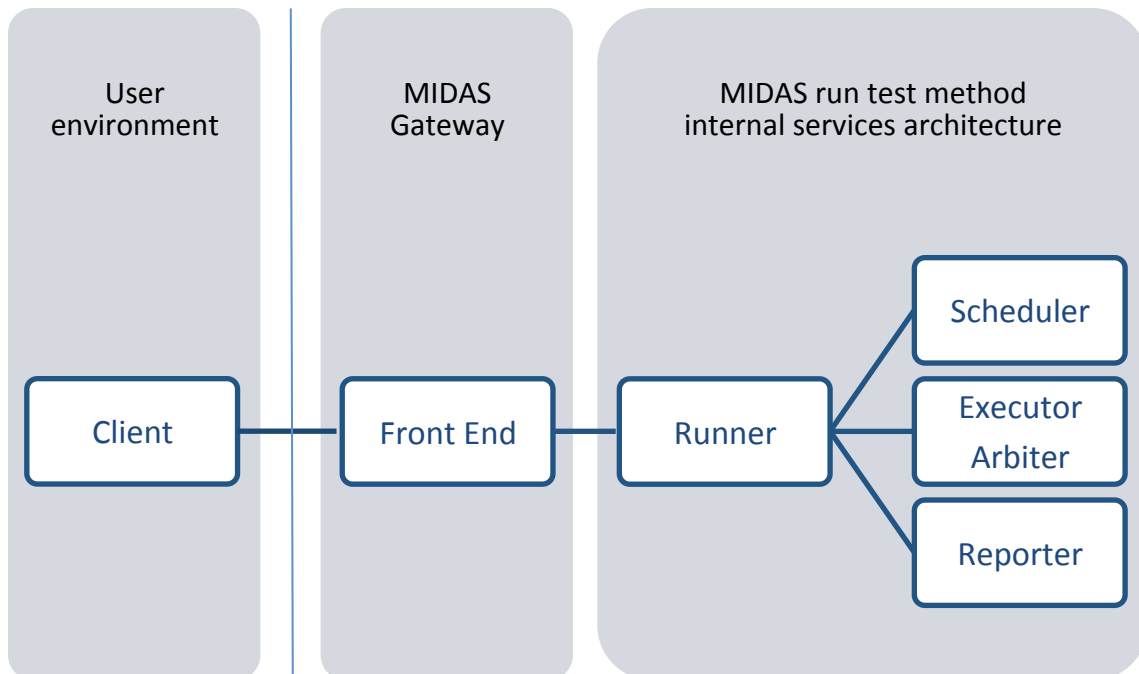 User
environment
MIDAS
Gateway
MIDAS run test method
internal services architecture
Client
Front End
Runner
Scheduler
Executor
Arbiter
Reporter